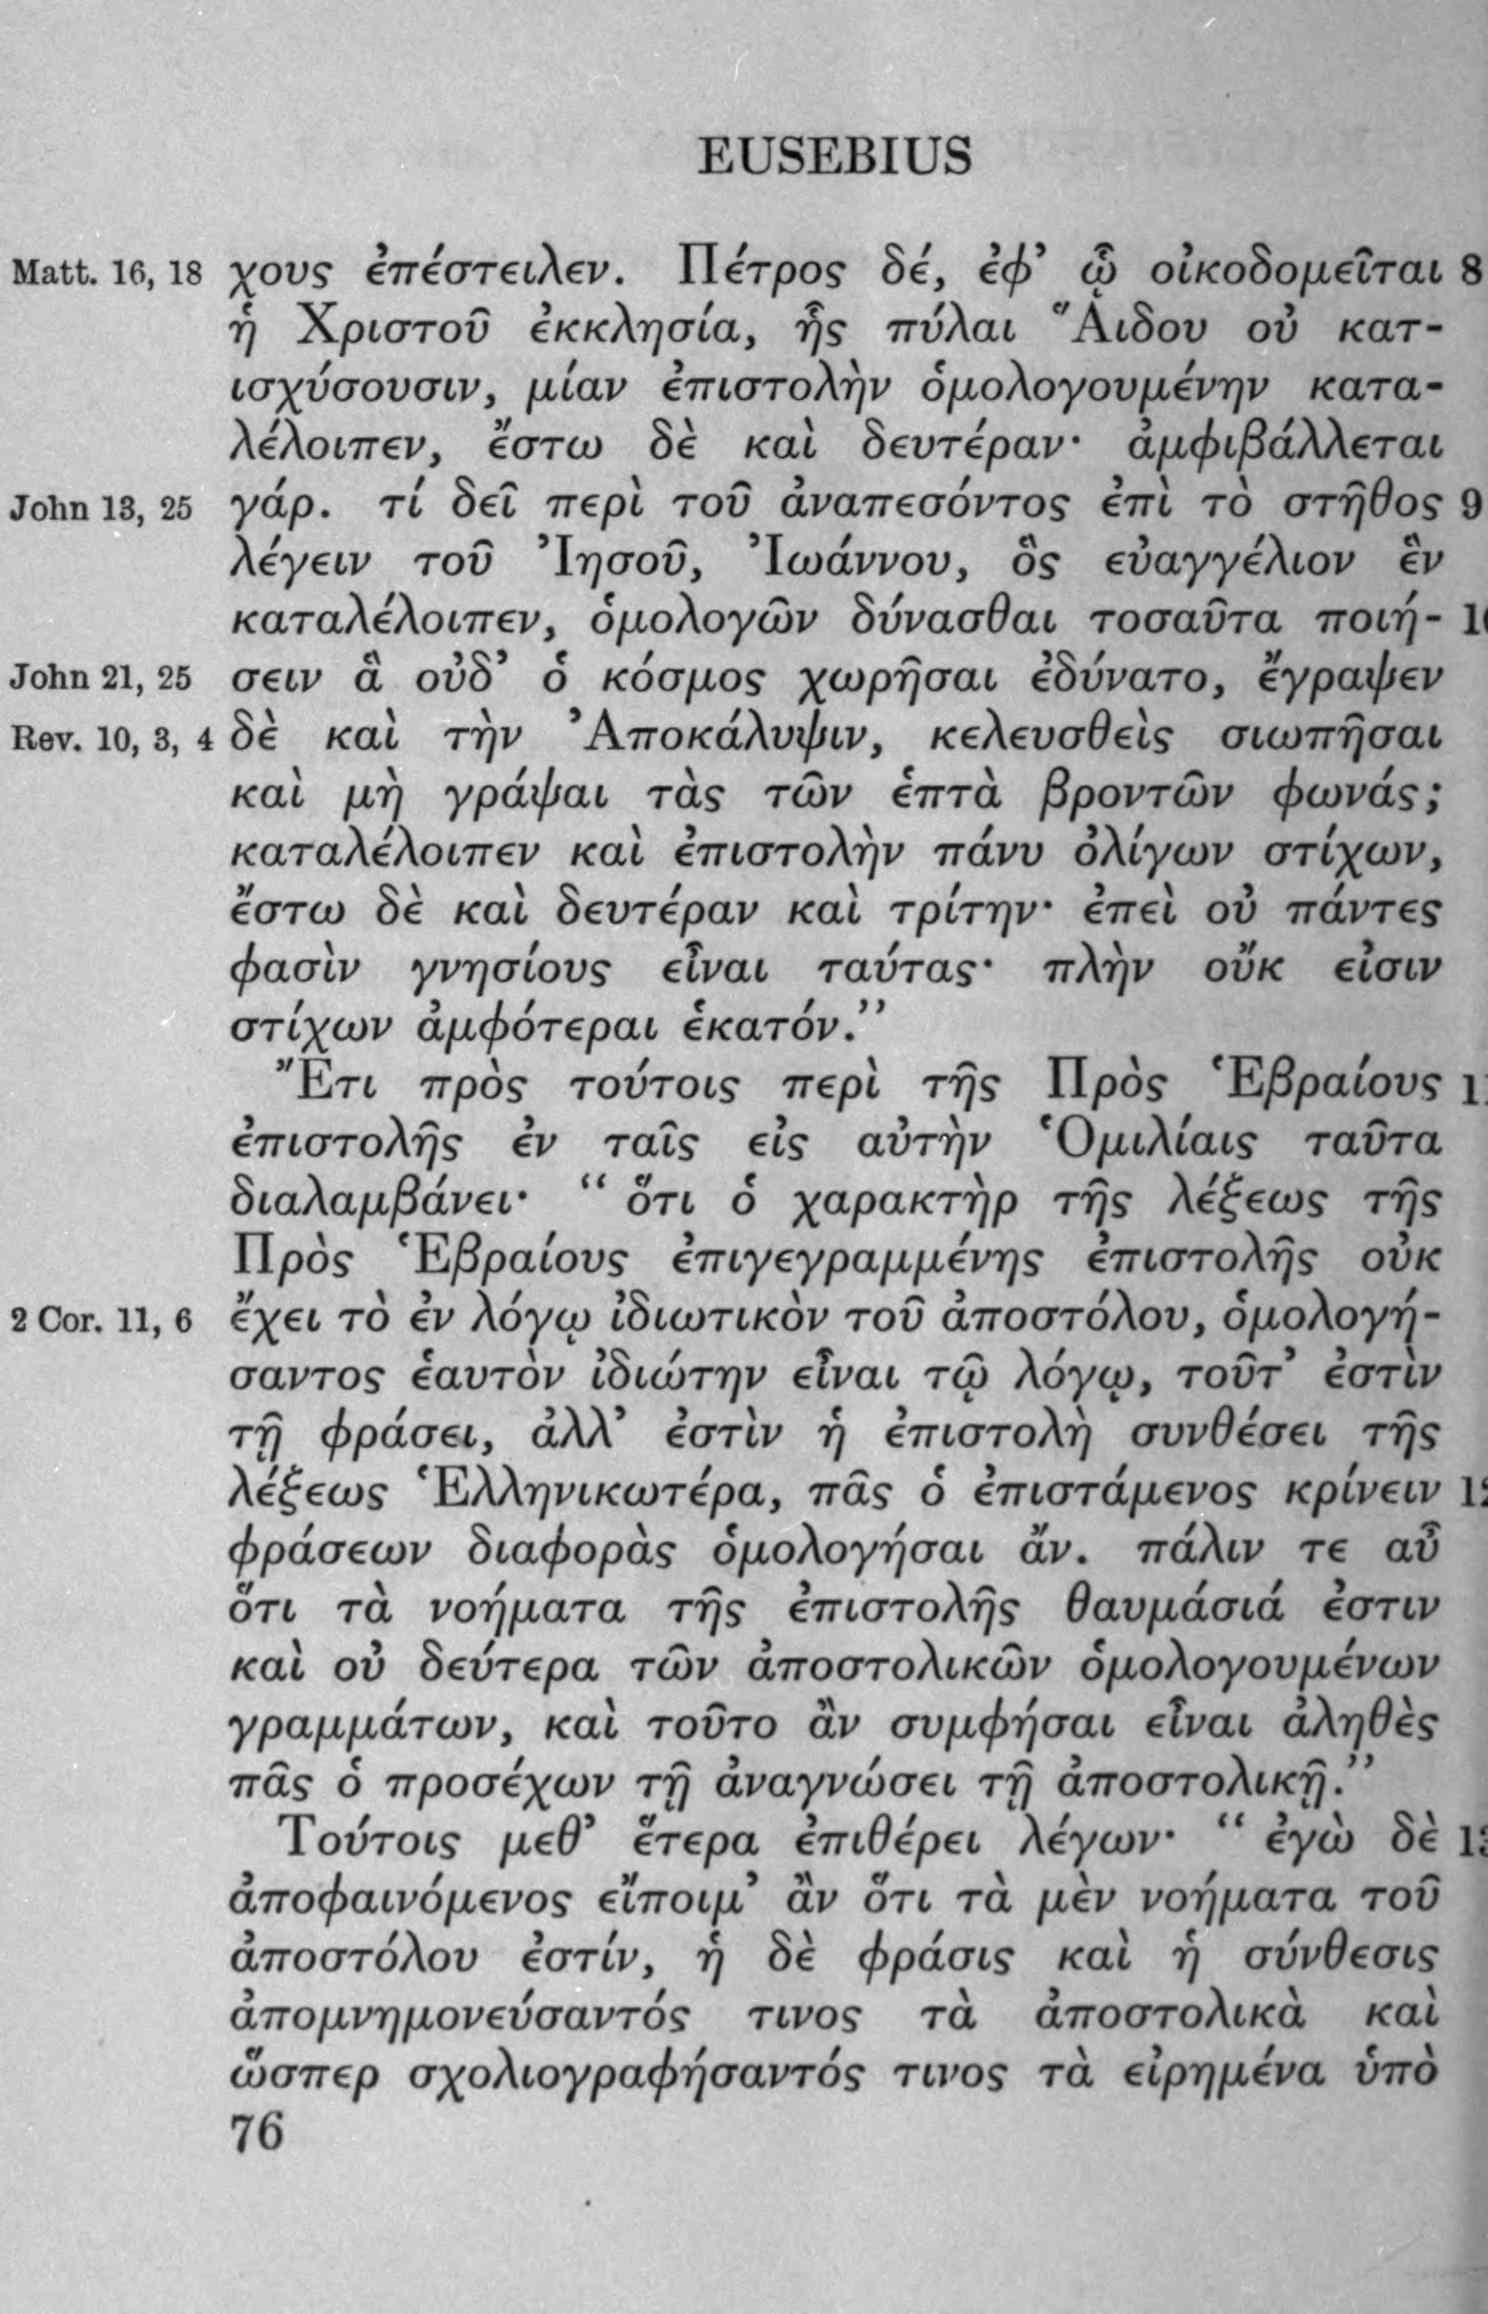 EUSEBIUS
Matt. 16, 18 χους ἐπέστειλεν. Πέτρος δέ, ἐφ’ ᾧ οἰκοδομεῖται 8
ἡ Χριστοῦ ἐκκλησία, ἧς πύλαι Ἅιδου οὐ κατ-
ισχύσουσιν, μίαν ἐπιστολὴν ὁμολογουμένην κατα-
λέλοιπεν, ἔστω δὲ καὶ δευτέραν· ἀμφιβάλλεται
John 13, 25 γάρ. τί δεῖ περὶ τοῦ ἀναπεσόντος ἐπὶ τὸ στῆθος 9
λέγειν τοῦ Ἰησοῦ, Ἰωάννου, ὃς εὐαγγέλιον ἓν
καταλέλοιπεν, ὁμολογῶν δύνασθαι τοσαῦτα ποιή- 10
John 21, 25 σειν ἃ οὐδ’ ὁ κόσμος χωρῆσαι ἐδύνατο, ἔγραψεν
Rev. 10, 3, 4 δὲ καὶ τὴν Ἀποκάλυψιν, κελευσθεὶς σιωπῆσαι
καὶ μὴ γράψαι τὰς τῶν ἑπτὰ βροντῶν φωνάς;
καταλέλοιπεν καὶ ἐπιστολὴν πάνυ ὀλίγων στίχων,
ἔστω δὲ καὶ δευτέραν καὶ τρίτην· ἐπεὶ οὐ πάντες
φασὶν γνησίους εἶναι ταύτας· πλὴν οὔκ εἰσιν
στίχων ἀμφότεραι ἑκατόν.”
Ἔτι πρὸς τούτοις περὶ τῆς Πρὸς Ἑβραίους 11
ἐπιστολῆς ἐν ταῖς εἰς αὐτὴν Ὁμιλίαις ταῦτα
διαλαμβάνει· “ ὅτι ὁ χαρακτὴρ τῆς λέξεως τῆς
Πρὸς Ἑβραίους ἐπιγεγραμμένης ἐπιστολῆς οὐκ
2 Cor. 11, 6 ἔχει τὸ ἐν λόγῳ ἰδιωτικὸν τοῦ ἀποστόλου, ὁμολογή-
σαντος ἑαυτὸν ἰδιώτην εἶναι τῷ λόγῳ, τοῦτ’ ἐστὶν
τῇ φράσει, ἀλλ’ ἐστὶν ἡ ἐπιστολὴ συνθέσει τῆς
λέξεως Ἑλληνικωτέρα, πᾶς ὁ ἐπιστάμενος κρίνειν 12
φράσεων διαφορὰς ὁμολογήσαι ἄν. πάλιν τε αὖ
ὅτι τὰ νοήματα τῆς ἐπιστολῆς θαυμάσιά ἐστιν
καὶ οὐ δεύτερα τῶν ἀποστολικῶν ὁμολογουμένων
γραμμάτων, καὶ τοῦτο ἂν συμφήσαι εἶναι ἀληθὲς
πᾶς ὁ προσέχων τῇ ἀναγνώσει τῇ ἀποστολικῇ.”
Τούτοις μεθ’ ἕτερα ἐπιθέρει λέγων· “ ἐγὼ δὲ 13
ἀποφαινόμενος εἴποιμ’ ἂν ὅτι τὰ μὲν νοήματα τοῦ
ἀποστόλου ἐστίν, ἡ δὲ φράσις καὶ ἡ σύνθεσις
ἀπομνημονεύσαντός τινος τὰ ἀποστολικὰ καὶ
ὥσπερ σχολιογραφήσαντός τινος τὰ εἰρημένα ὑπὸ
76